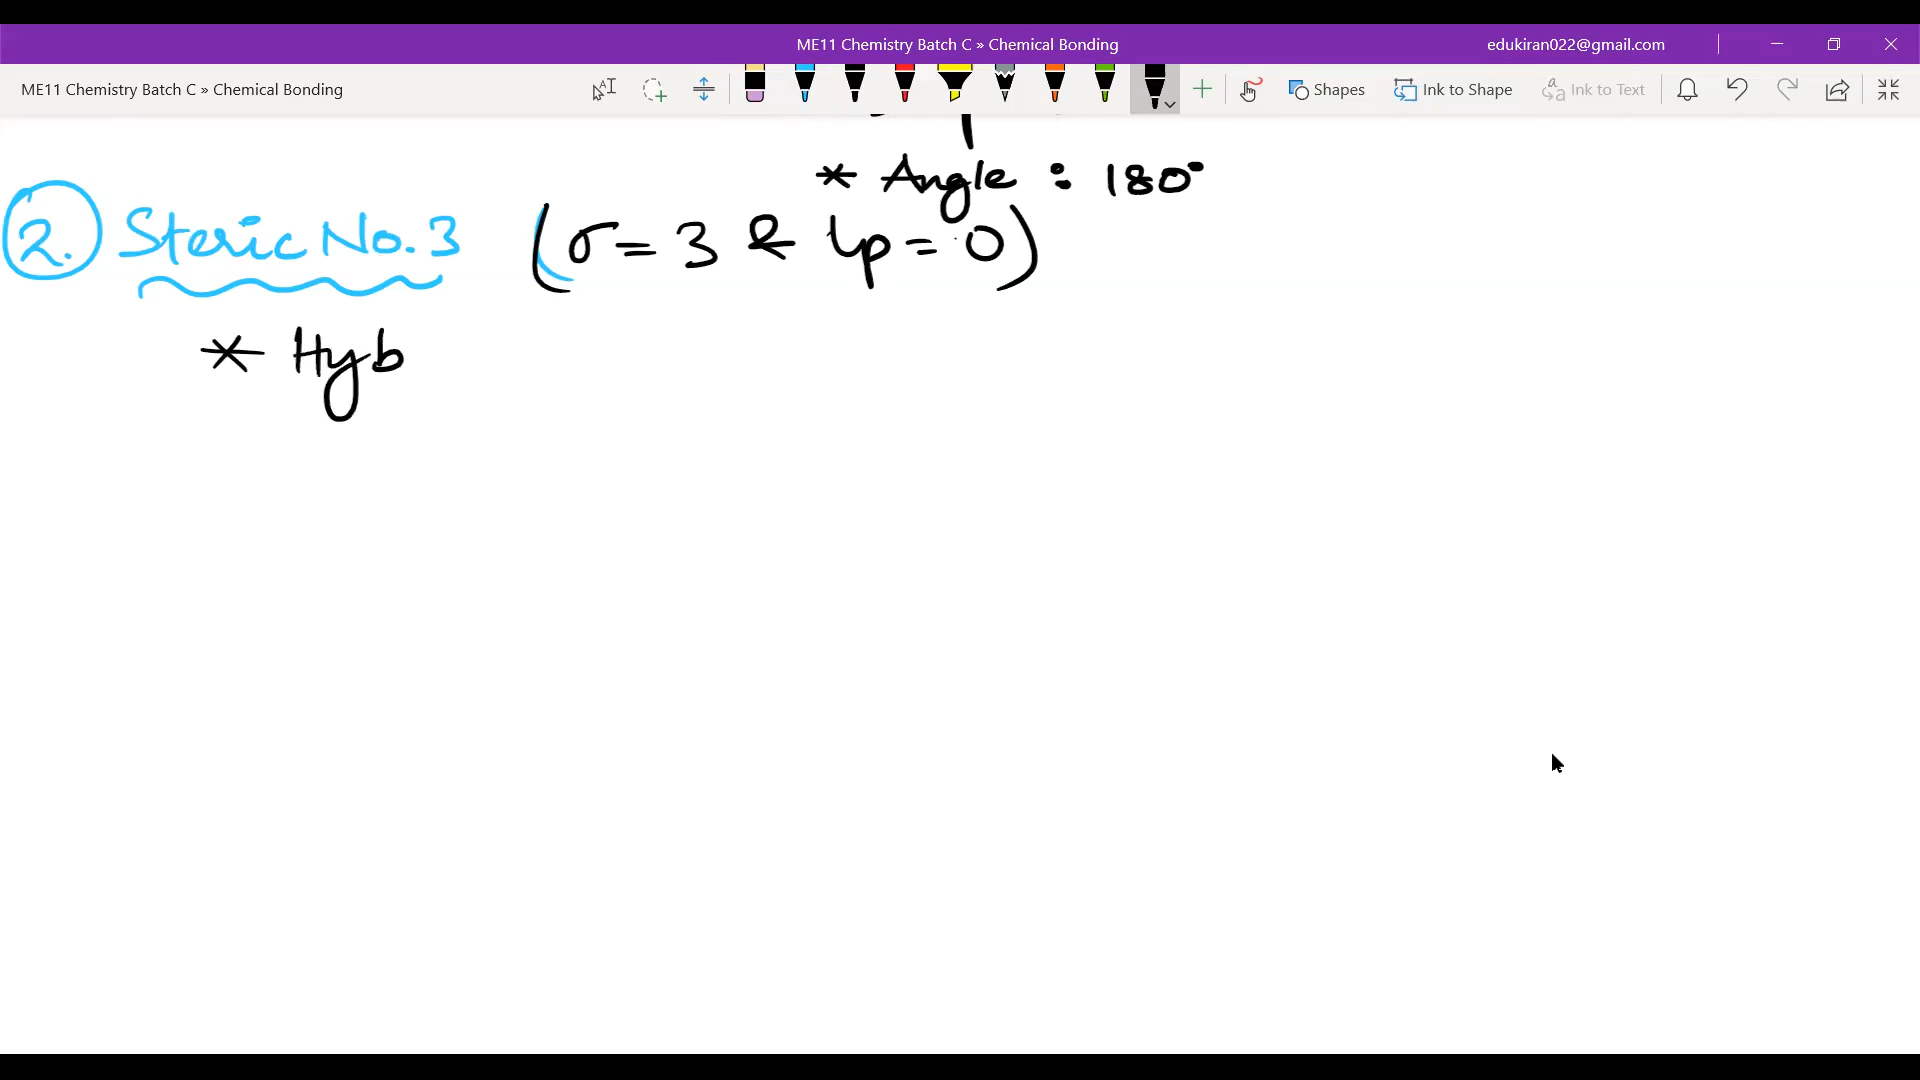 ME11 Chemistry Batch C » Chemical Bonding
edukiran022@gmail.com
ME11 Chemistry Batch C » Chemical Bonding
Shapes
Ink to Shape
Ink to Text
* Angle : 180°
2. Steric No. 3 (σ = 3 & lp = 0)
* Hyb